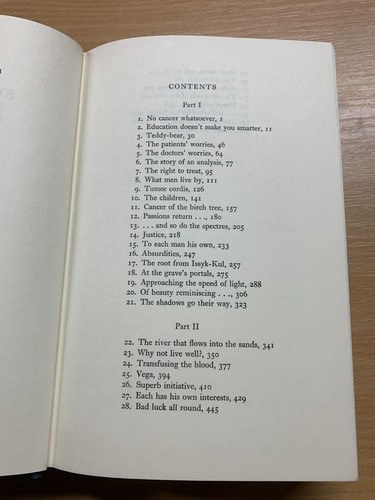 CONTENTS
Part I
1. No cancer whatsoever, 1
2. Education doesn't make you smarter, 11
3. Teddy-bear, 30
4. The patients' worries, 46
5. The doctors' worries, 64
6. The story of an analysis, 77
7. The right to treat, 95
8. What men live by, 111
9. Tumor cordis, 126
10. The children, 141
11. Cancer of the birch tree, 157
12. Passions return . . ., 180
13. . . . and so do the spectres, 205
14. Justice, 218
15. To each man his own, 233
16. Absurdities, 247
17. The root from Issyk-Kul, 257
18. At the grave's portals, 275
19. Approaching the speed of light, 288
20. Of beauty reminiscing . . ., 306
21. The shadows go their way, 323
Part II
22. The river that flows into the sands, 341
23. Why not live well?, 350
24. Transfusing the blood, 377
25. Vega, 394
26. Superb initiative, 410
27. Each has his own interests, 429
28. Bad luck all round, 445